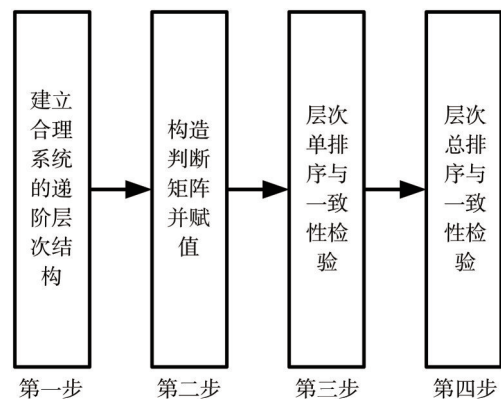 建立
合理
系统
的递
阶层
次结
构
构造
判断
矩阵
并赋
值
层次
单排
序与
一致
性检
验
层次
总排
序与
一致
性检
验
第一步
第二步
第三步
第四步